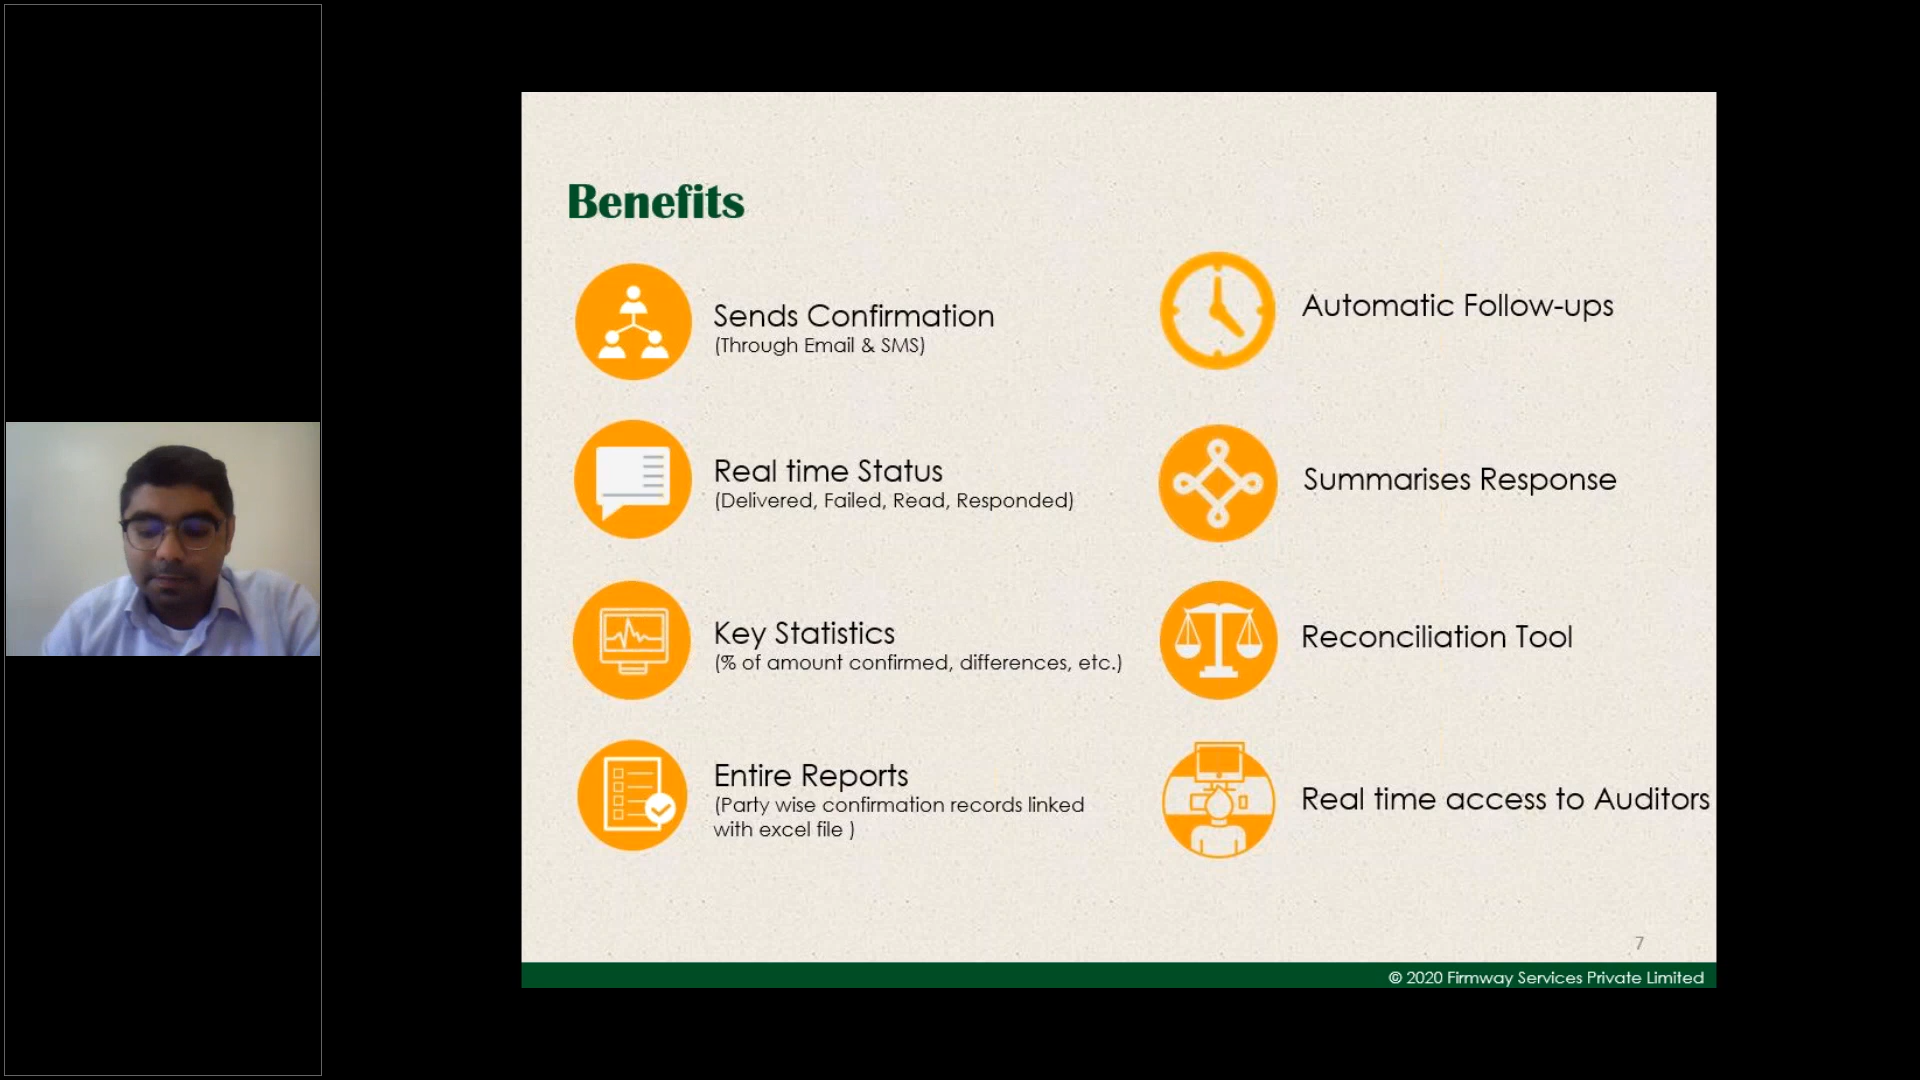 Benefits
Sends Confirmation
(Through Email & SMS)
Automatic Follow-ups
Real time Status
(Delivered, Failed, Read, Responded)
Summarises Response
Key Statistics
(% of amount confirmed, differences, etc.)
Reconciliation Tool
Entire Reports
(Party wise confirmation records linked
with excel file )
Real time access to Auditors
7
© 2020 Firmway Services Private Limited